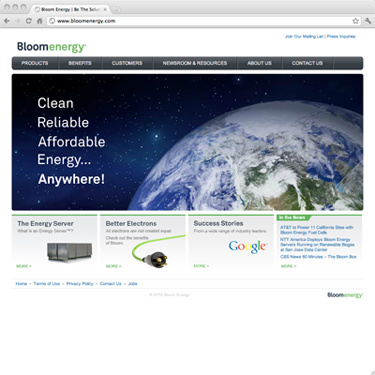 Bloom Energy | Be The Solut
www.bloomenergy.com
Join Our Mailing List | Press Inquiries
Bloomenergy®
PRODUCTS BENEFITS CUSTOMERS NEWSROOM & RESOURCES ABOUT US CONTACT US
Clean
Reliable
Affordable
Energy...
Anywhere!
The Energy Server
What is an Energy Server™?
MORE >
Better Electrons
All electrons are not created equal.
Check out the benefits
of Bloom.
MORE >
Success Stories
From a wide range of industry leaders.
Google
MORE >
In the News
AT&T to Power 11 California Sites with
Bloom Energy Fuel Cells
NTT America Deploys Bloom Energy
Servers Running on Renewable Biogas
at San Jose Data Center
CBS News 60 Minutes - The Bloom Box
Home - Terms of Use - Privacy Policy - Contact Us - Jobs
© 2010 Bloom Energy
Bloomenergy®